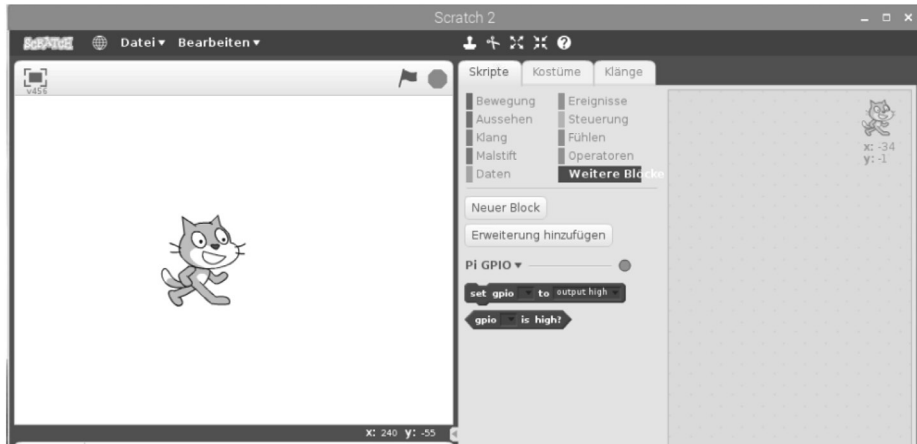 Scratch 2
SCRATCH Datei Bearbeiten
v456
Skripte Kostüme Klänge
Bewegung Ereignisse
Aussehen Steuerung
Klang Fühlen
Malstift Operatoren
Daten Weitere Blöcke
Neuer Block
Erweiterung hinzufügen
Pi GPIO
set gpio to output high
gpio is high?
x: -34
y: -1
x: 240 y: -55